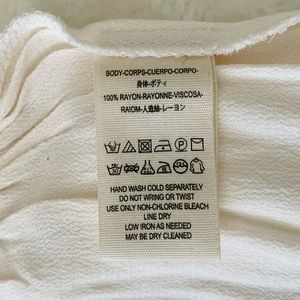 BODY-CORPS-CUERPO-CORPO-
身体-ボディ
100% RAYON-RAYONNE-VISCOSA-
RAIOM-人造絲-レーヨン
HAND WASH COLD SEPARATELY
DO NOT WRING OR TWIST
USE ONLY NON-CHLORINE BLEACH
LINE DRY
LOW IRON AS NEEDED
MAY BE DRY CLEANED